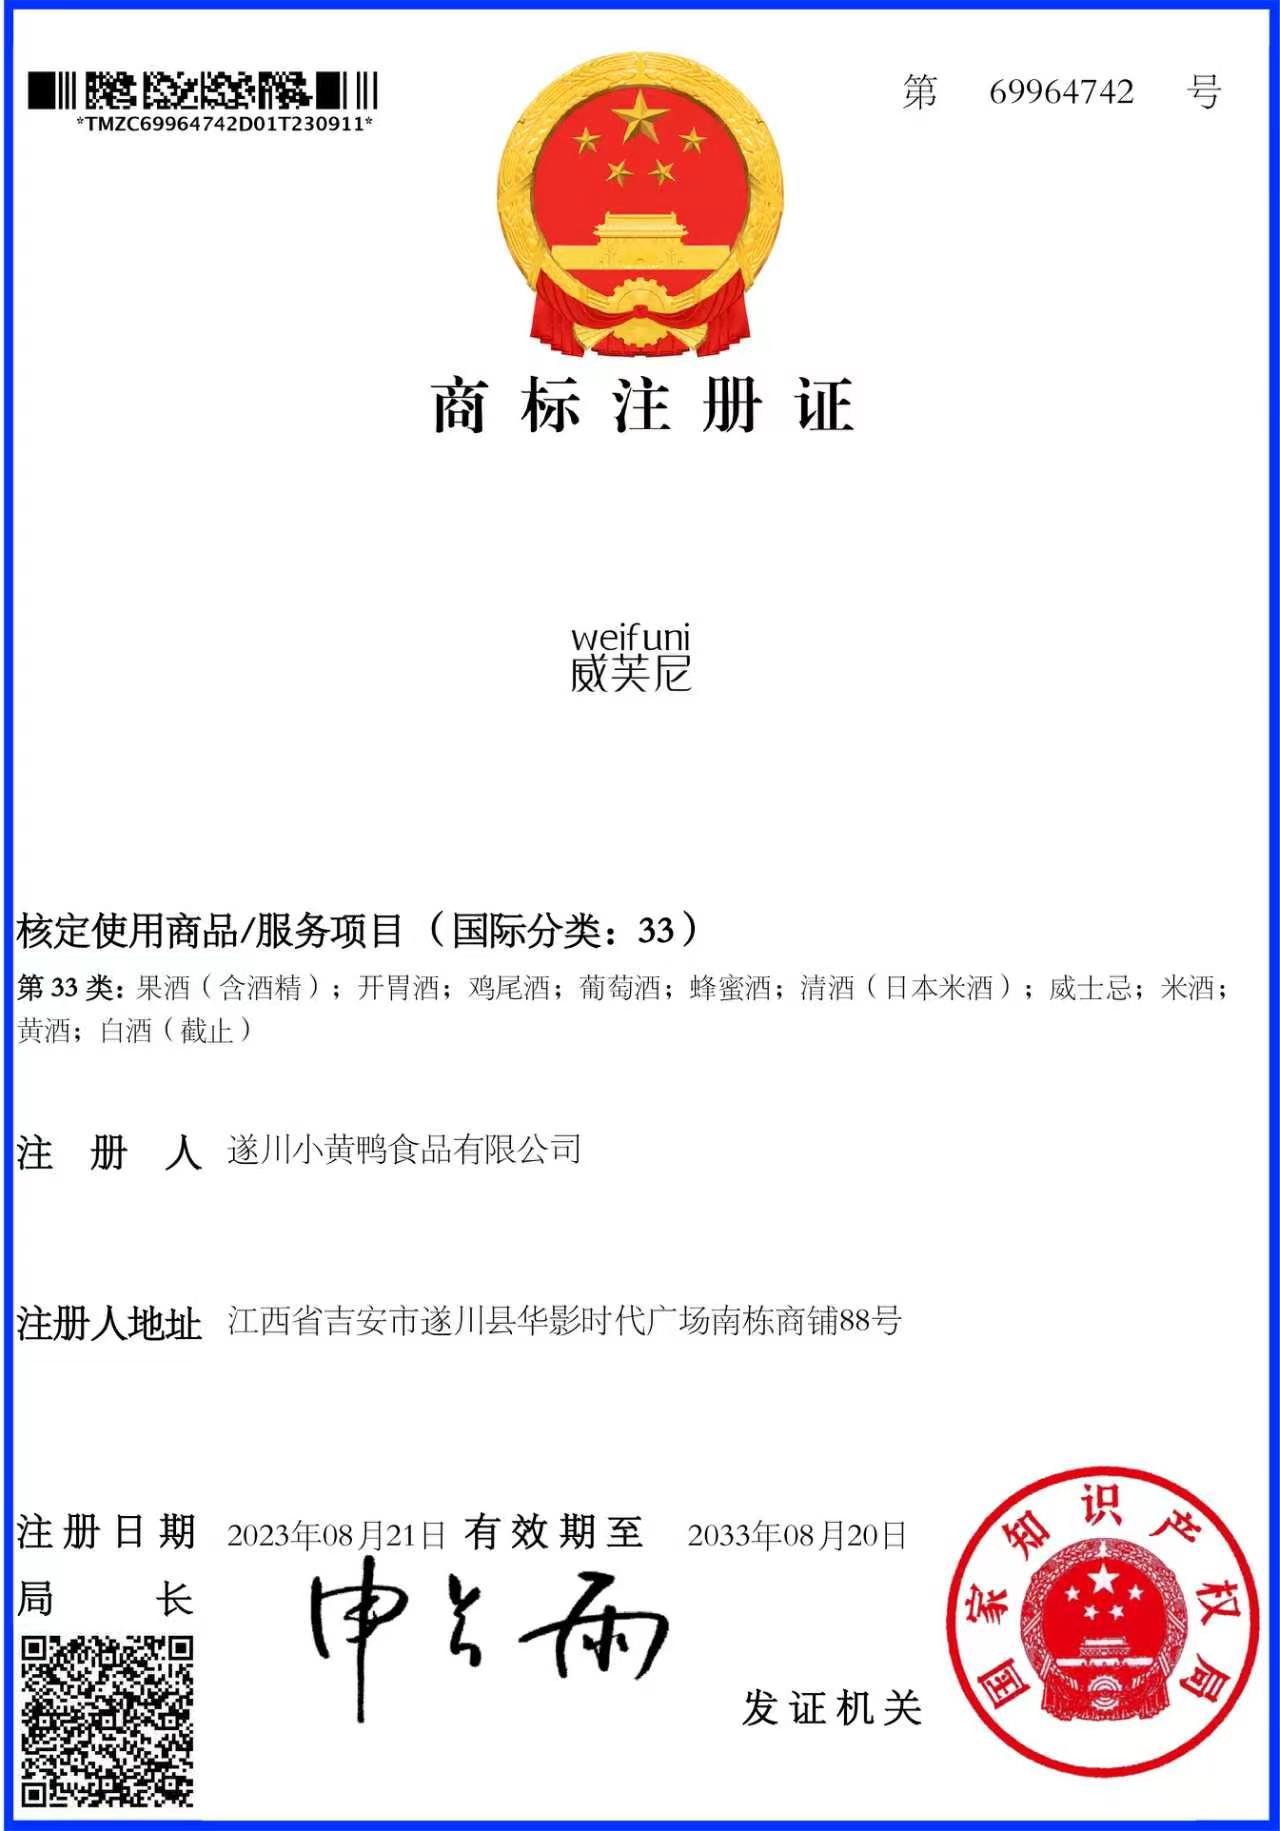 第 69964742 号
*TMZC69964742D01T230911*
商标注册证
weifuni
威芙尼
核定使用商品/服务项目（国际分类：33）
第 33 类：果酒（含酒精）；开胃酒；鸡尾酒；葡萄酒；蜂蜜酒；清酒（日本米酒）；威士忌；米酒；
黄酒；白酒（截止）
注册人 遂川小黄鸭食品有限公司
注册人地址 江西省吉安市遂川县华影时代广场南栋商铺88号
注册日期 2023年08月21日 有效期至 2033年08月20日
局长 申长雨
发证机关
国家知识产权局